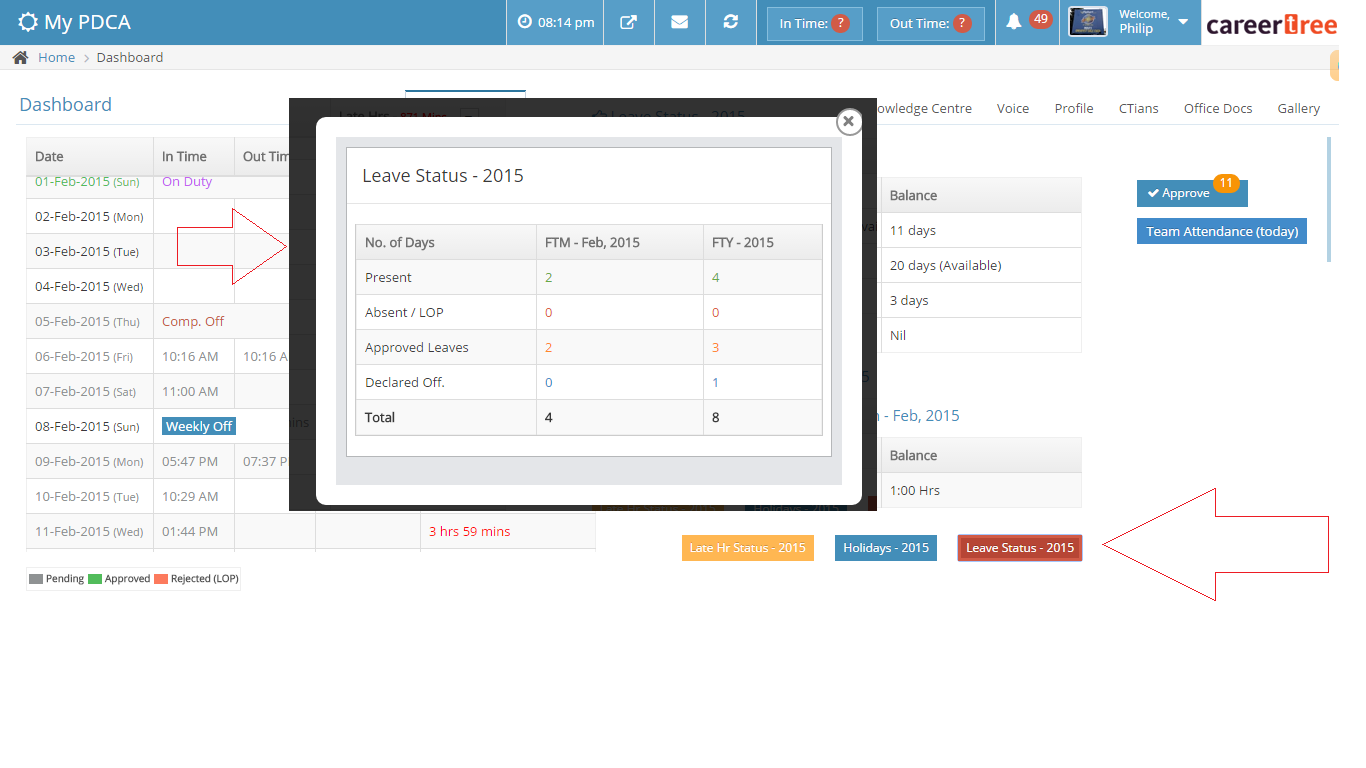 My PDCA
08:14 pm
In Time: ?
Out Time: ?
49
Welcome,
Philip
careertree
Home > Dashboard
Dashboard
Late Hrs 871 Mins
Leave Status - 2015
Knowledge Centre Voice Profile CTians Office Docs Gallery
Date In Time Out Tim
01-Feb-2015 (Sun) On Duty
02-Feb-2015 (Mon)
03-Feb-2015 (Tue)
04-Feb-2015 (Wed)
05-Feb-2015 (Thu) Comp. Off
06-Feb-2015 (Fri) 10:16 AM 10:16 A
07-Feb-2015 (Sat) 11:00 AM
08-Feb-2015 (Sun) Weekly Off
09-Feb-2015 (Mon) 05:47 PM 07:37 P
10-Feb-2015 (Tue) 10:29 AM
11-Feb-2015 (Wed) 01:44 PM 3 hrs 59 mins
Pending Approved Rejected (LOP)
Leave Status - 2015
No. of Days FTM - Feb, 2015 FTY - 2015
Present 2 4
Absent / LOP 0 0
Approved Leaves 2 3
Declared Off. 0 1
Total 4 8
Balance
11 days
20 days (Available)
3 days
Nil
- Feb, 2015
Balance
1:00 Hrs
Late Hr Status - 2015 Holidays - 2015 Leave Status - 2015
Approve 11
Team Attendance (today)